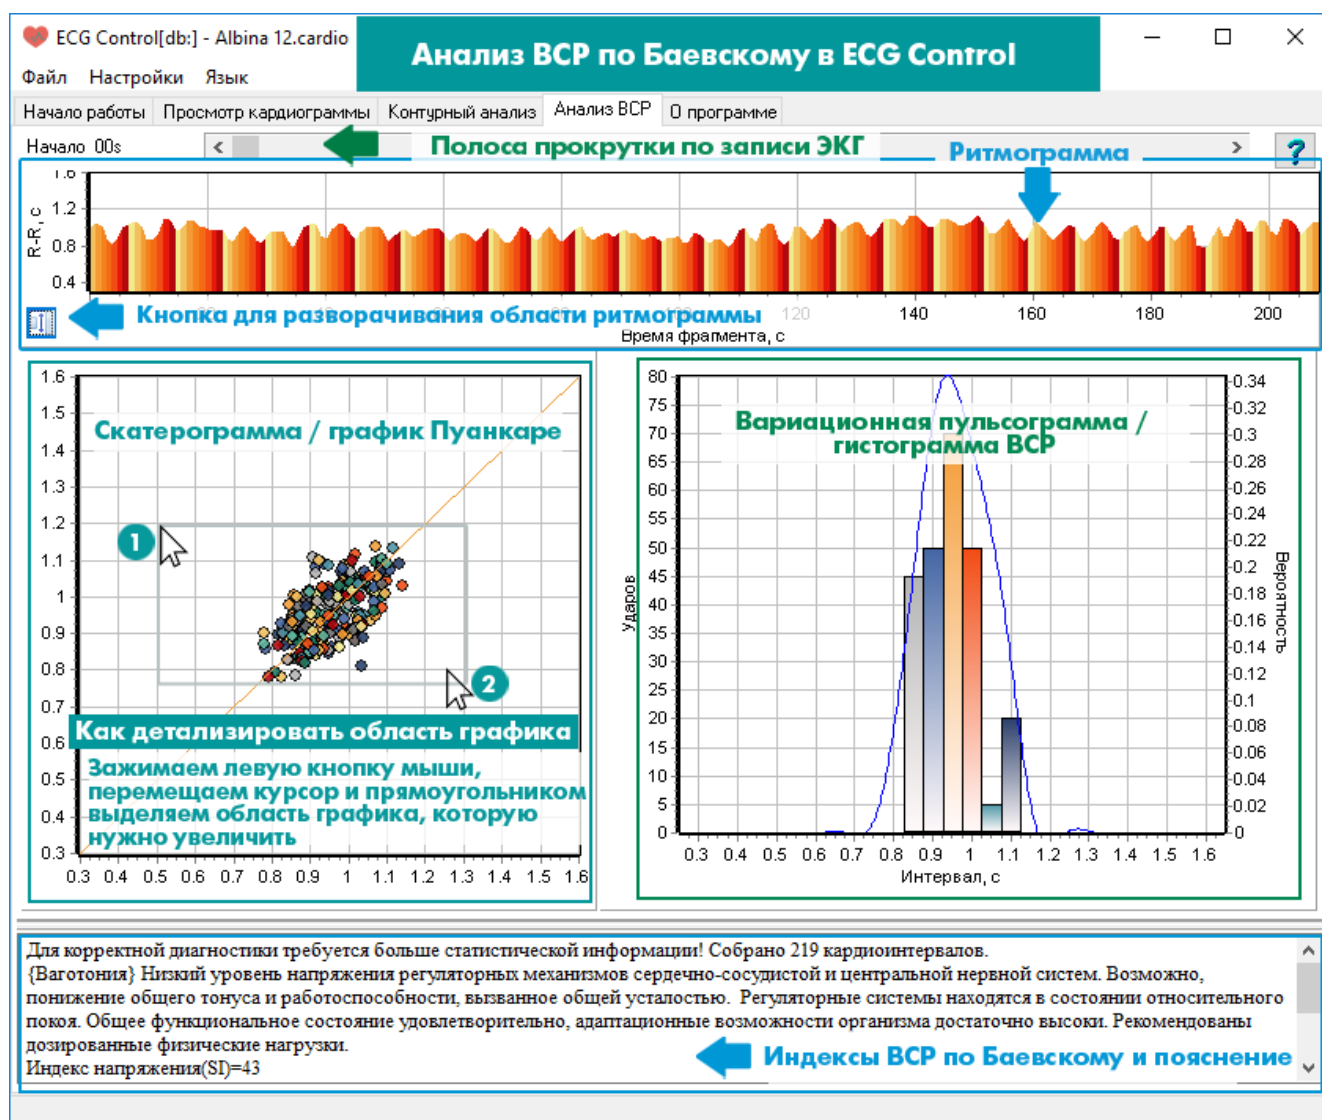 ECG Control[db:] - Albina 12.cardio
Анализ ВСР по Баевскому в ECG Control
Файл Настройки Язык
Начало работы Просмотр кардиограммы Контурный анализ Анализ ВСР О программе
Начало 00s
Полоса прокрутки по записи ЭКГ
Ритмограмма
?
1.6
1.2
0.8
0.4
R-R, с
Кнопка для разворачивания области ритмограммы
120 140 160 180 200
Время фрагмента, с
1.6
1.5
1.4
1.3
1.2
1.1
1
0.9
0.8
0.7
0.6
0.5
0.4
0.3
Скатерограмма / график Пуанкаре
1
2
Как детализировать область графика
Зажимаем левую кнопку мыши,
перемещаем курсор и прямоугольником
выделяем область графика, которую
нужно увеличить
0.3 0.4 0.5 0.6 0.7 0.8 0.9 1 1.1 1.2 1.3 1.4 1.5 1.6
80
75
70
65
60
55
50
45
40
35
30
25
20
15
10
5
0
Ударов
Вариационная пульсограмма /
гистограмма ВСР
0.34
0.32
0.3
0.28
0.26
0.24
0.22
0.2
0.18
0.16
0.14
0.12
0.1
0.08
0.06
0.04
0.02
0
Вероятность
0.3 0.4 0.5 0.6 0.7 0.8 0.9 1 1.1 1.2 1.3 1.4 1.5 1.6
Интервал, с
Для корректной диагностики требуется больше статистической информации! Собрано 219 кардиоинтервалов.
{Ваготония} Низкий уровень напряжения регуляторных механизмов сердечно-сосудистой и центральной нервной систем. Возможно,
понижение общего тонуса и работоспособности, вызванное общей усталостью. Регуляторные системы находятся в состоянии относительного
покоя. Общее функциональное состояние удовлетворительно, адаптационные возможности организма достаточно высоки. Рекомендованы
дозированные физические нагрузки.
Индекс напряжения(SI)=43
Индексы ВСР по Баевскому и пояснение